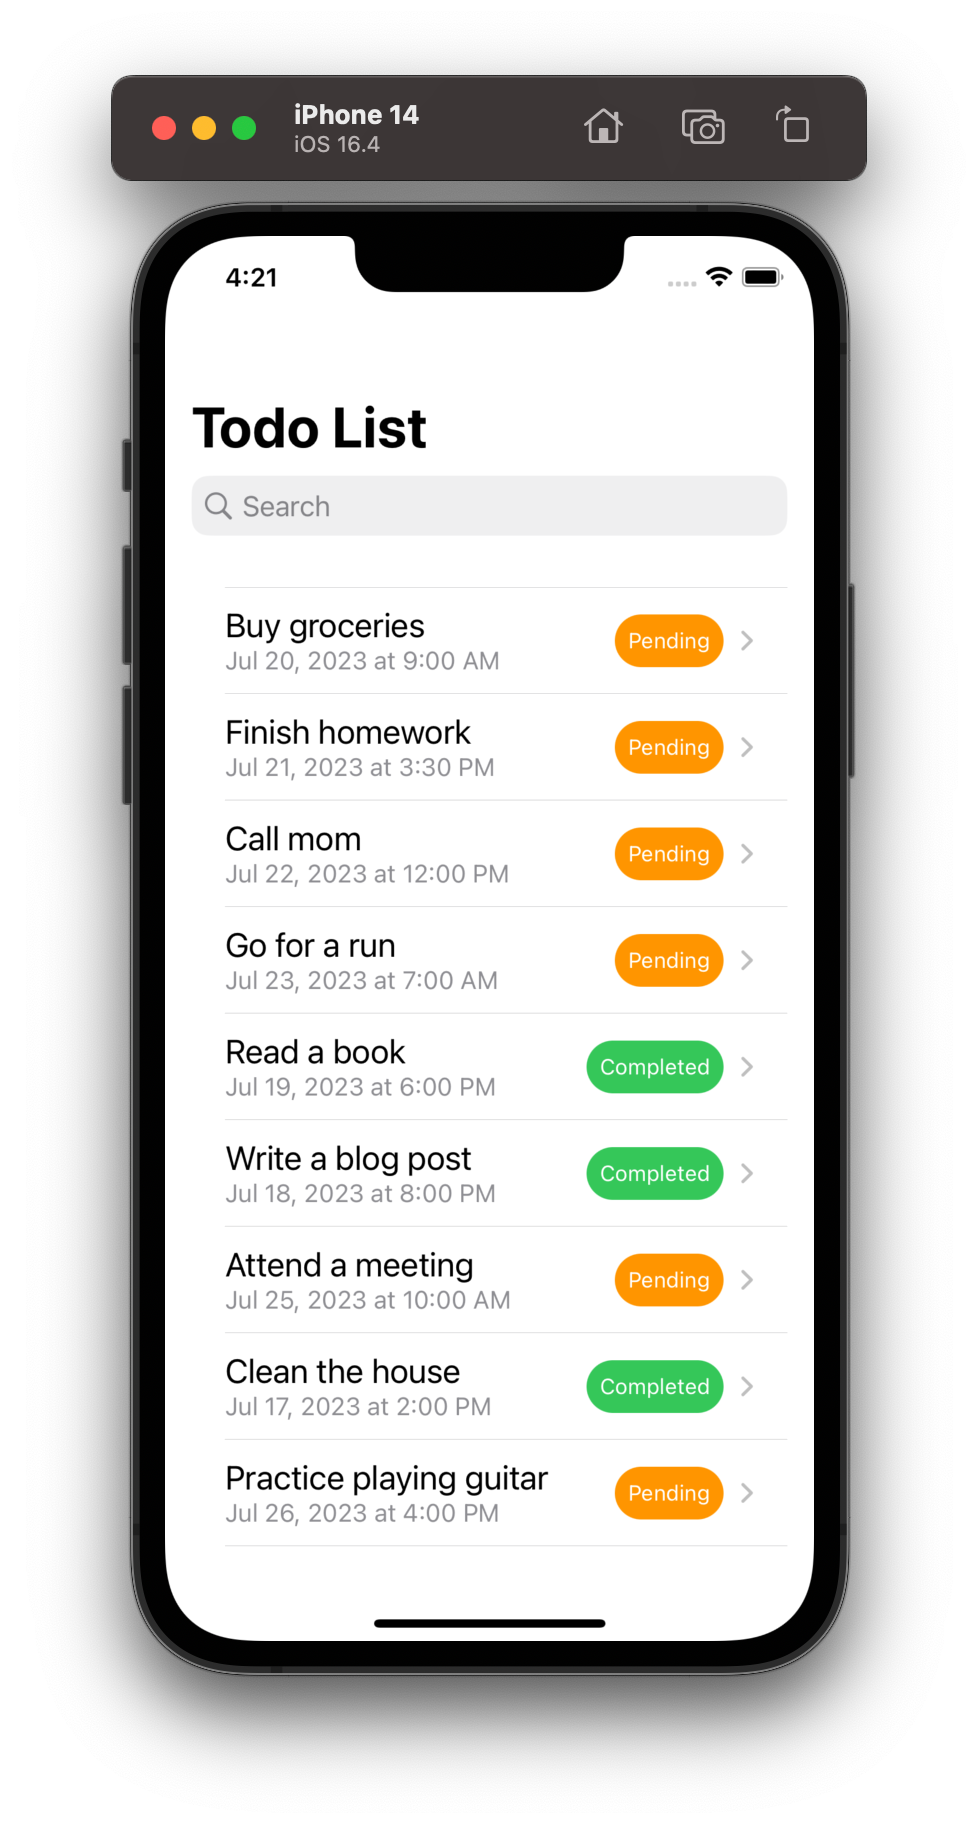 iPhone 14
iOS 16.4
4:21
Todo List
Search
Buy groceries
Pending
Jul 20, 2023 at 9:00 AM
Finish homework
Pending
Jul 21, 2023 at 3:30 PM
Call mom
Pending
Jul 22, 2023 at 12:00 PM
Go for a run
Pending
Jul 23, 2023 at 7:00 AM
Read a book
Completed
Jul 19, 2023 at 6:00 PM
Write a blog post
Completed
Jul 18, 2023 at 8:00 PM
Attend a meeting
Pending
Jul 25, 2023 at 10:00 AM
Clean the house
Completed
Jul 17, 2023 at 2:00 PM
Practice playing guitar
Pending
Jul 26, 2023 at 4:00 PM